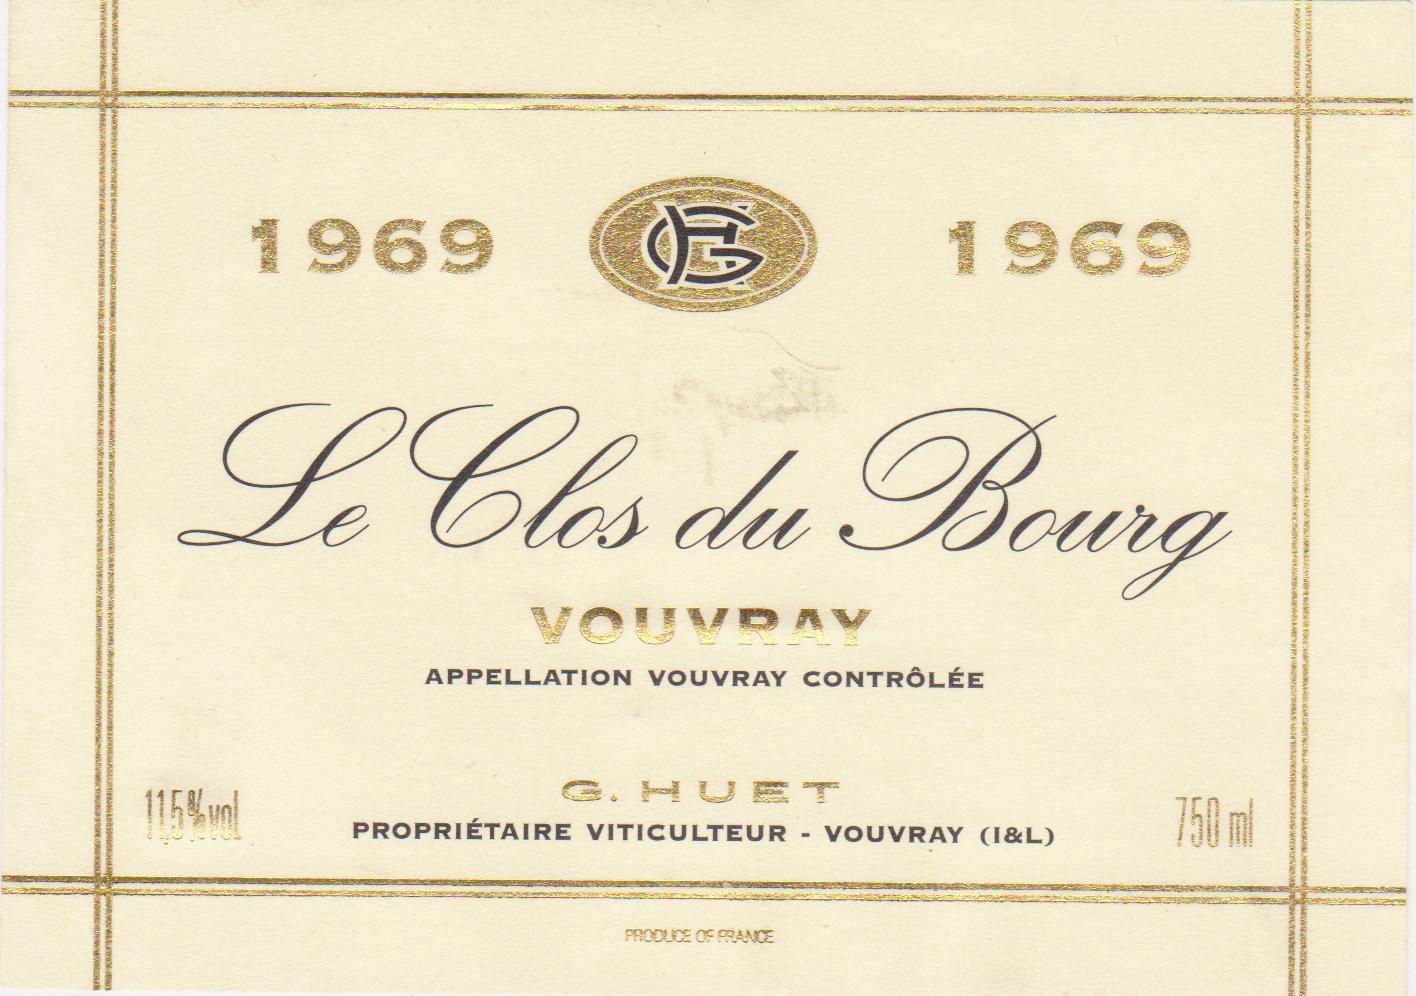 1969 GH 1969
Le Clos du Bourg
VOUVRAY
APPELLATION VOUVRAY CONTRÔLÉE
G. HUET
11,5%vol PROPRIÉTAIRE VITICULTEUR - VOUVRAY (I&L) 750 ml
PRODUCE OF FRANCE